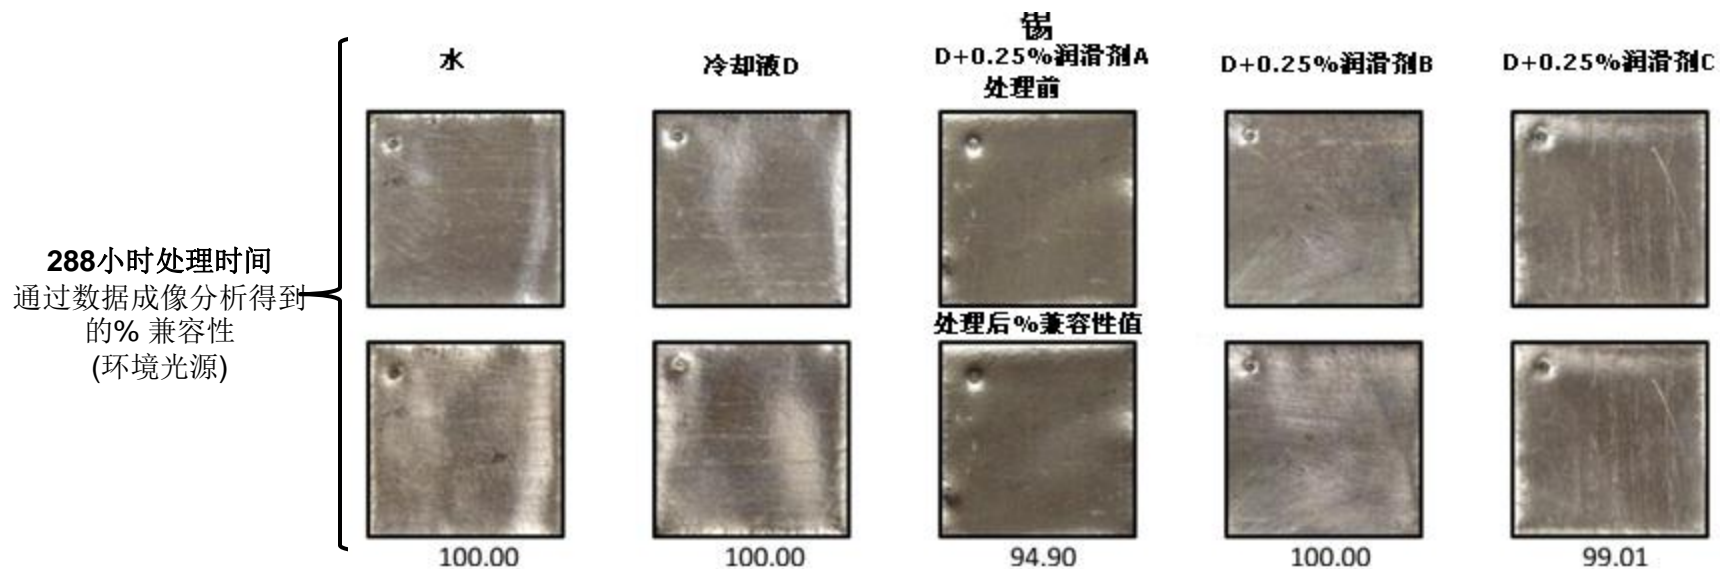 锡
水
冷却液D
D+0.25%润滑剂A
处理前
D+0.25%润滑剂B
D+0.25%润滑剂C
288小时处理时间
通过数据成像分析得到
的% 兼容性
(环境光源)
处理后%兼容性值
100.00
100.00
94.90
100.00
99.01